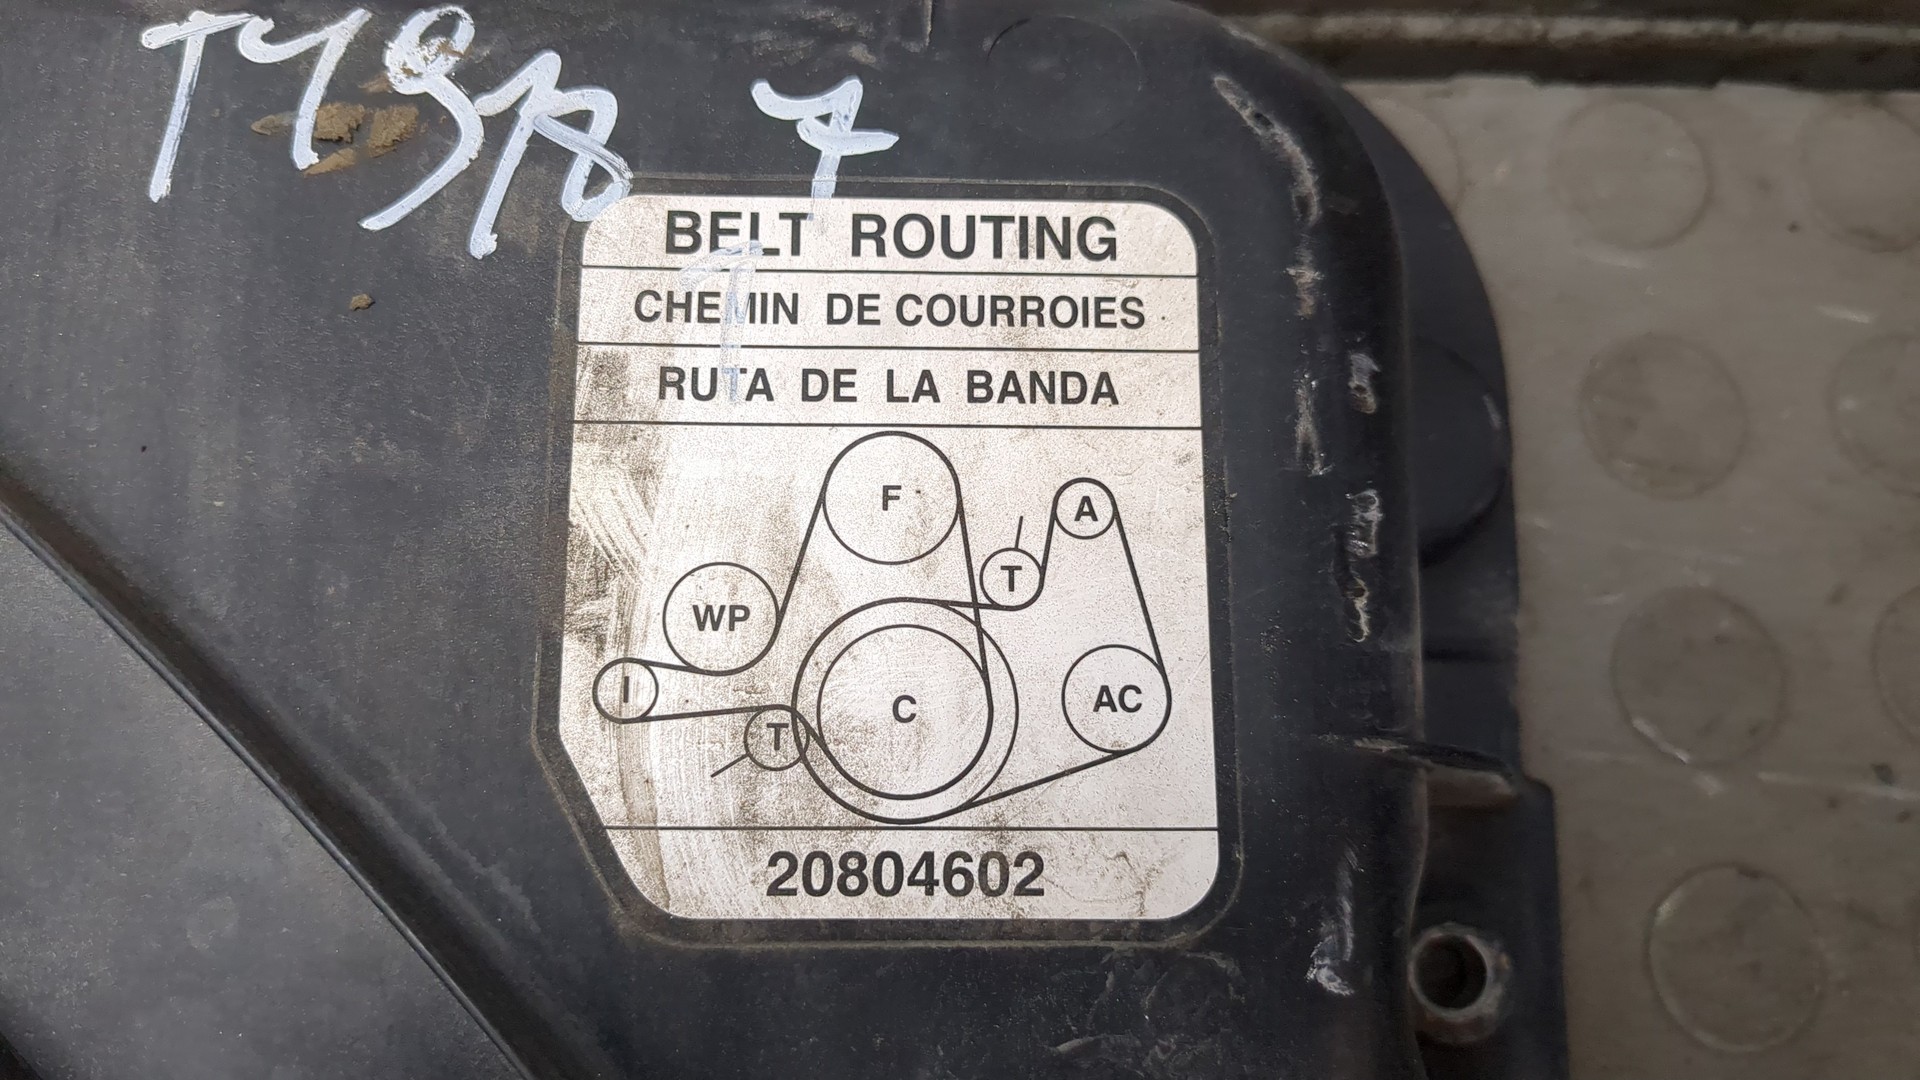 BELT ROUTING
CHEMIN DE COURROIES
RUTA DE LA BANDA
F
A
T
WP
I
C
AC
T
20804602